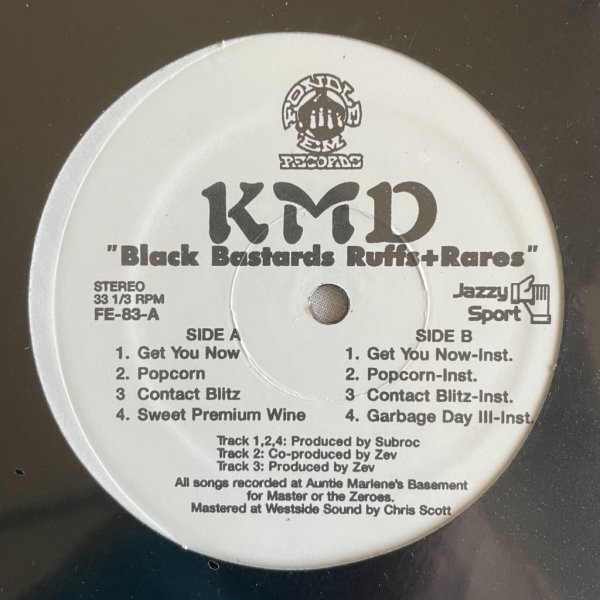 FONDLE
'EM
RECORDS
KMD
"Black Bastards Ruffs+Rares"
STEREO
33 1/3 RPM
FE-83-A
Jazzy
Sport
SIDE A
1. Get You Now
2. Popcorn
3 Contact Blitz
4. Sweet Premium Wine
SIDE B
1. Get You Now-Inst.
2. Popcorn-Inst.
3 Contact Blitz-Inst.
4. Garbage Day III-Inst.
Track 1,2,4: Produced by Subroc
Track 2: Co-produced by Zev
Track 3: Produced by Zev
All songs recorded at Auntie Marlene's Basement
for Master or the Zeroes.
Mastered at Westside Sound by Chris Scott